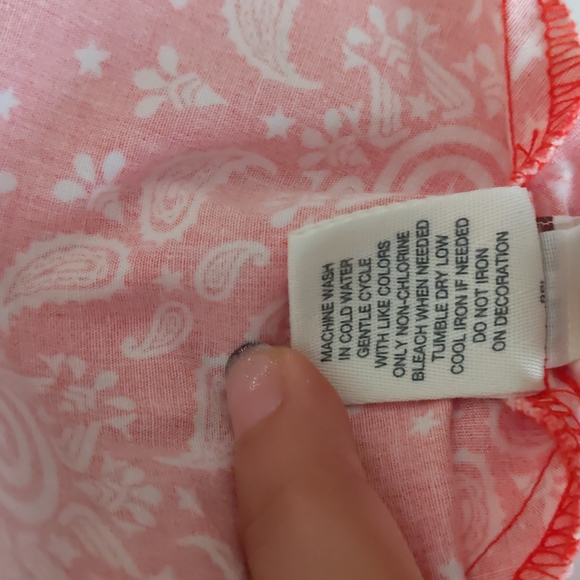 MACHINE WASH
IN COLD WATER
GENTLE CYCLE
WITH LIKE COLORS
ONLY NON-CHLORINE
BLEACH WHEN NEEDED
TUMBLE DRY LOW
COOL IRON IF NEEDED
DO NOT IRON
ON DECORATION